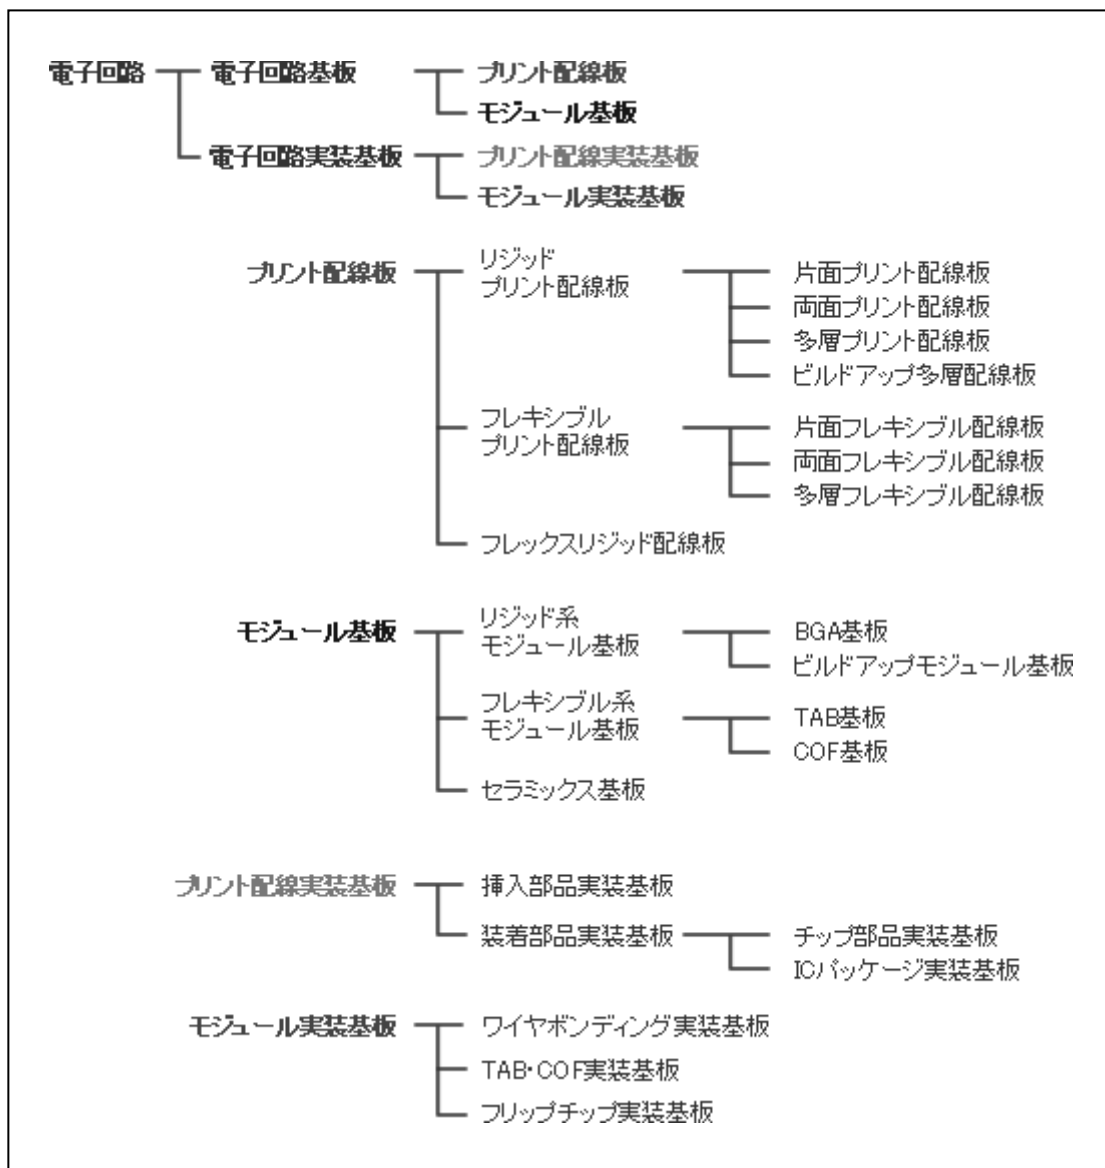 電子回路 電子回路基板 プリント配線板
モジュール基板
電子回路実装基板 プリント配線実装基板
モジュール実装基板
プリント配線板 リジッド
プリント配線板
片面プリント配線板
両面プリント配線板
多層プリント配線板
ビルドアップ多層配線板
フレキシブル
プリント配線板
片面フレキシブル配線板
両面フレキシブル配線板
多層フレキシブル配線板
フレックスリジッド配線板
モジュール基板 リジッド系
モジュール基板
BGA基板
ビルドアップモジュール基板
フレキシブル系
モジュール基板
TAB基板
COF基板
セラミックス基板
プリント配線実装基板 挿入部品実装基板
装着部品実装基板 チップ部品実装基板
ICパッケージ実装基板
モジュール実装基板 ワイヤボンディング実装基板
TAB・COF実装基板
フリップチップ実装基板